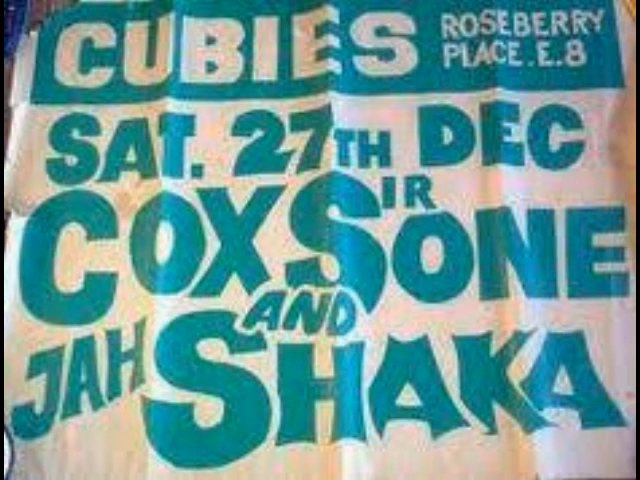 CUBIES ROSEBERRY
PLACE.E.8
SAT. 27TH DEC
SIR
COXSONE
AND
JAH SHAKA